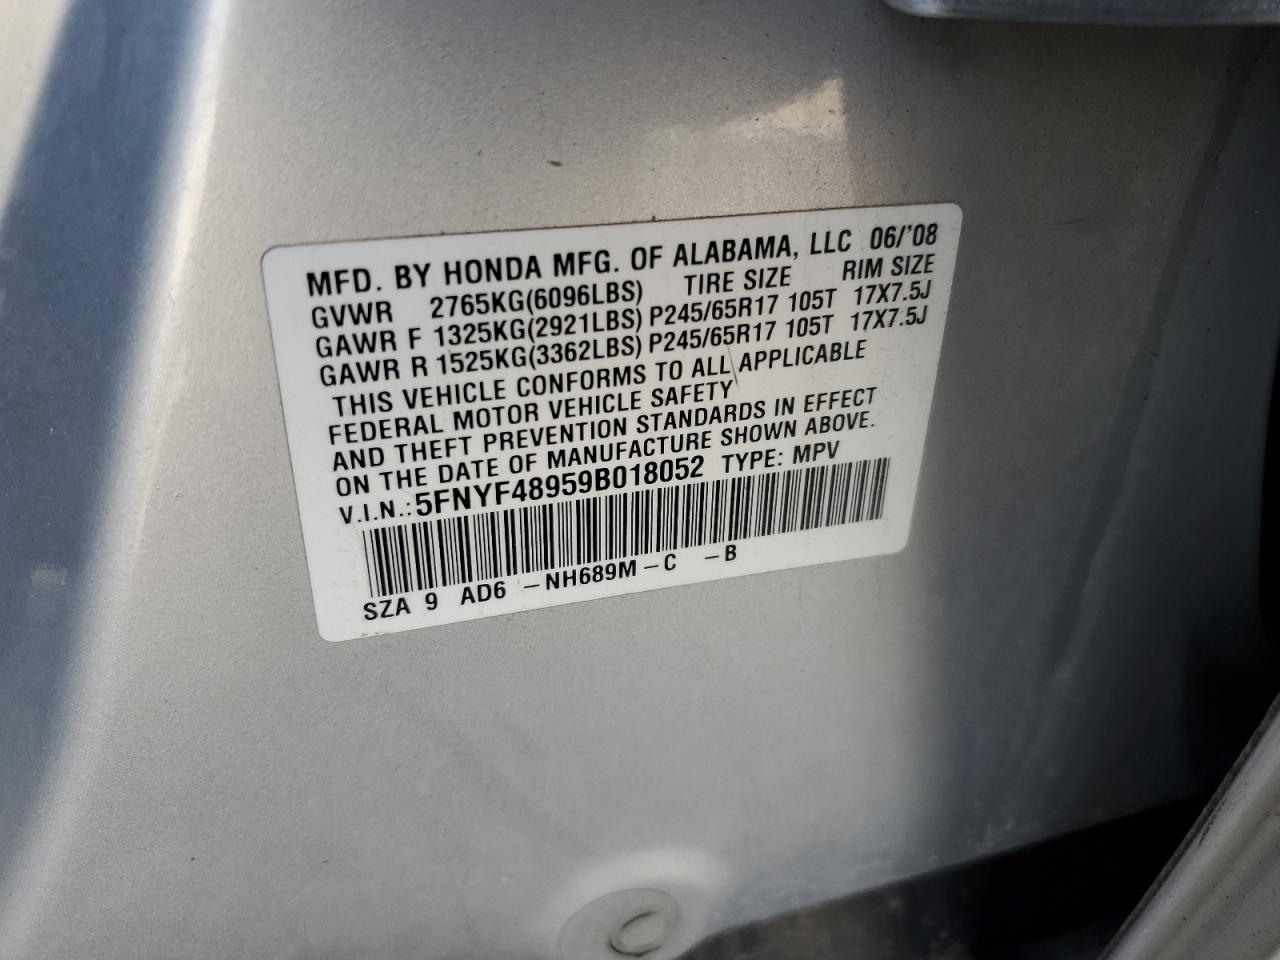 MFD. BY HONDA MFG. OF ALABAMA, LLC 06/'08
GVWR 2765KG(6096LBS) TIRE SIZE RIM SIZE
GAWR F 1325KG(2921LBS) P245/65R17 105T 17X7.5J
GAWR R 1525KG(3362LBS) P245/65R17 105T 17X7.5J
THIS VEHICLE CONFORMS TO ALL APPLICABLE
FEDERAL MOTOR VEHICLE SAFETY
AND THEFT PREVENTION STANDARDS IN EFFECT
ON THE DATE OF MANUFACTURE SHOWN ABOVE.
V.I.N.: 5FNYF48959B018052 TYPE: MPV
SZA 9 AD6 -NH689M-C -B